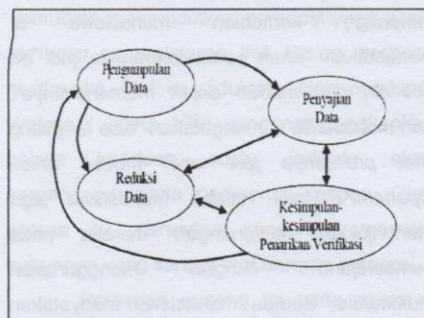 Pengumpulan
Data
Penyajian
Data
Reduksi
Data
Kesimpulan-
kesimpulan
Penarikan/Verifikasi